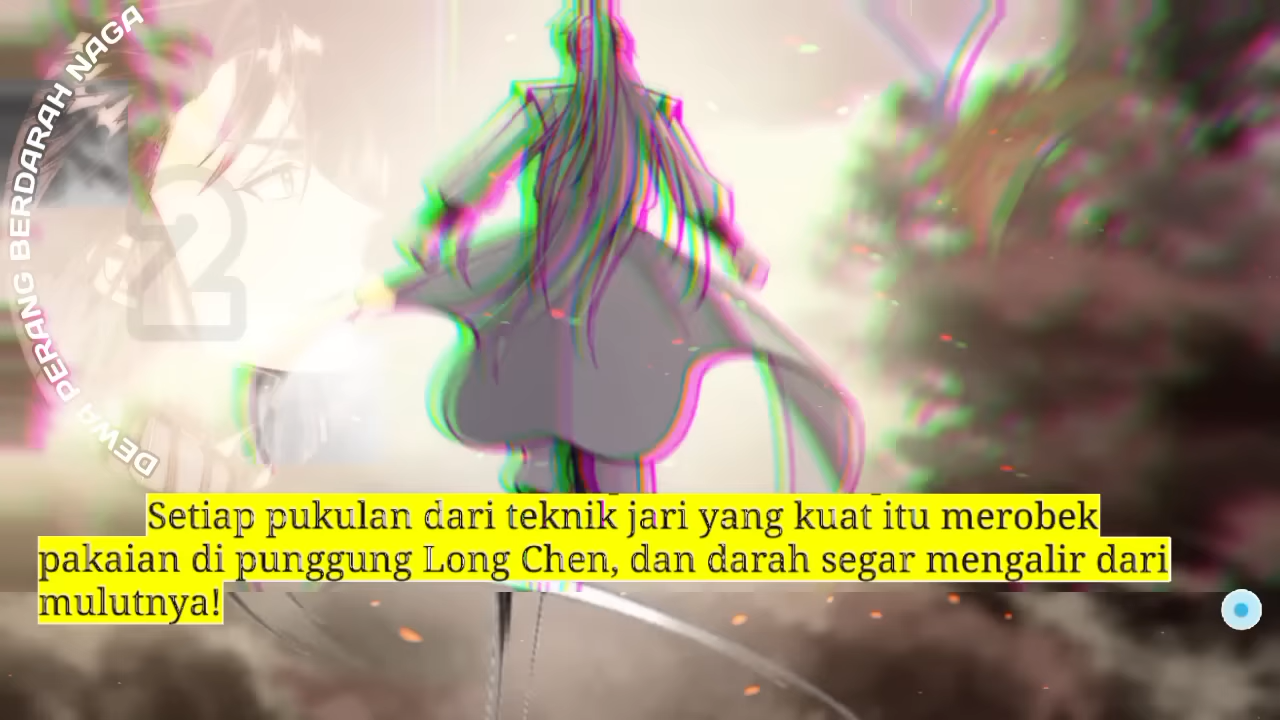 DEWA PERANG BERDARAH NAGA
2
Setiap pukulan dari teknik jari yang kuat itu merobek
pakaian di punggung Long Chen, dan darah segar mengalir dari
mulutnya!